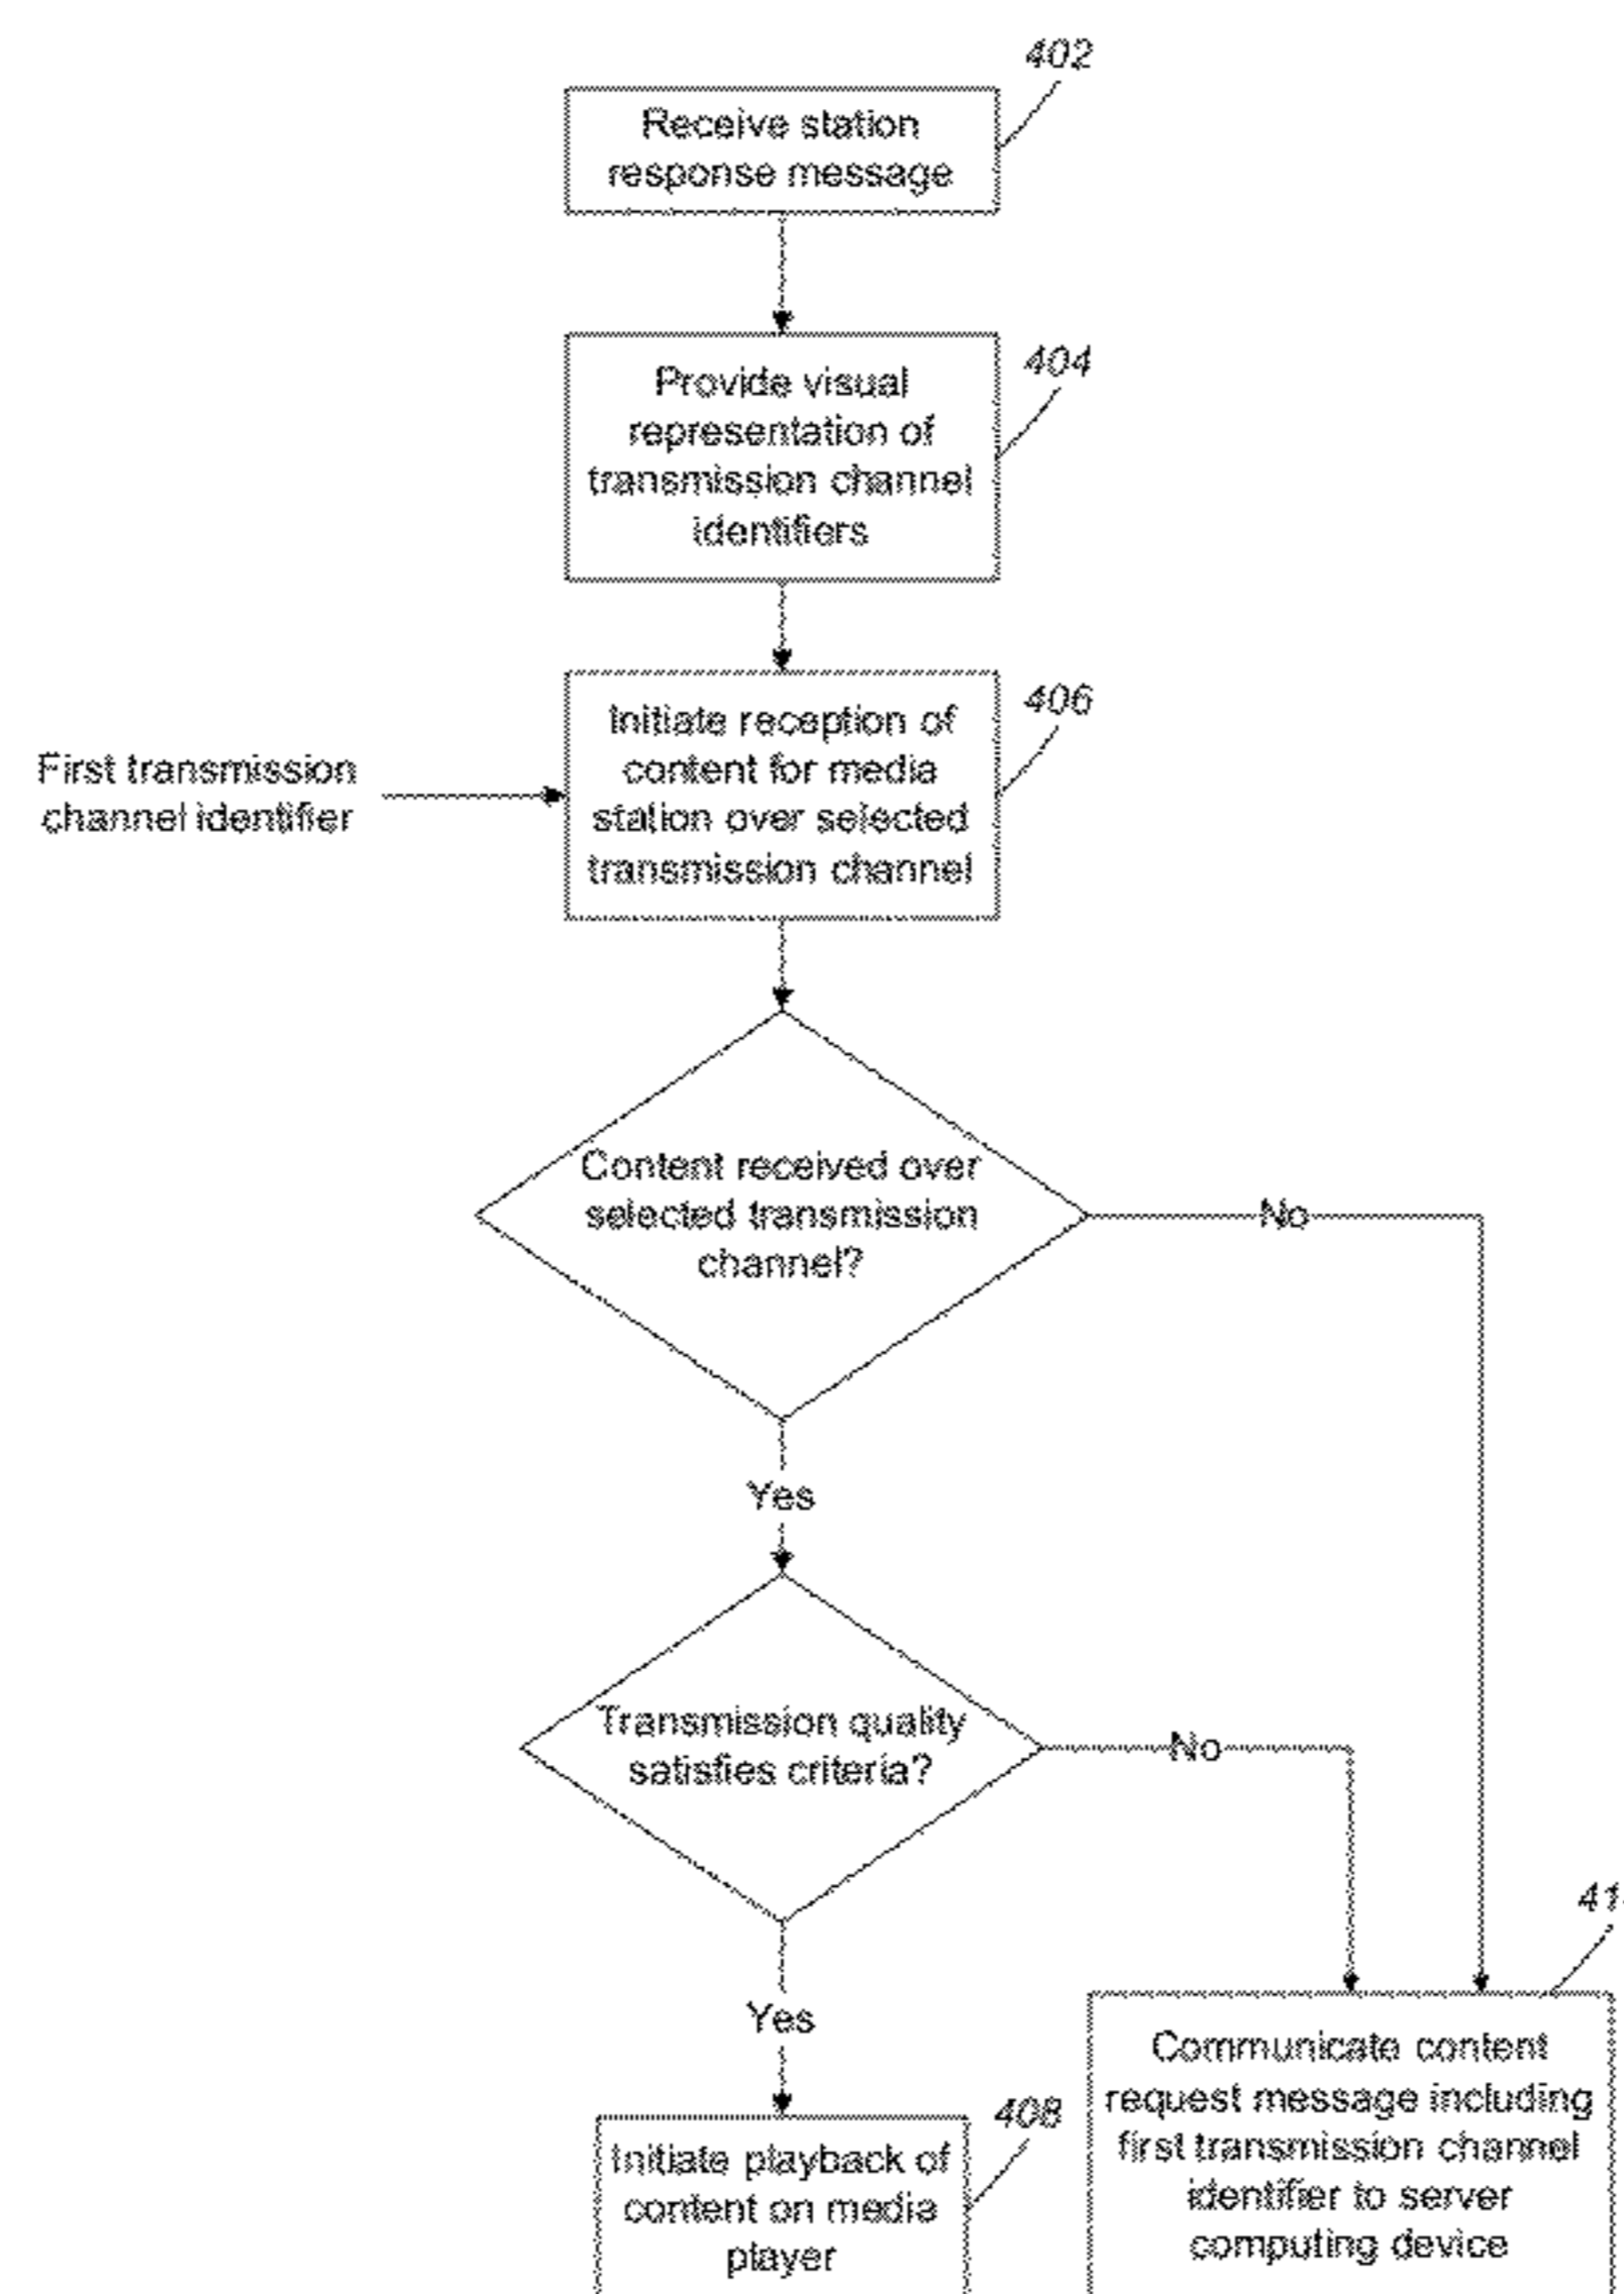 402
Receive station
response message
404
Provide visual
representation of
transmission channel
identifiers
406
Initiate reception of
content for media
station over selected
transmission channel
First transmission
channel identifier
Content received over
selected transmission
channel?
No
Yes
Transmission quality
satisfies criteria?
No
Yes
41
Communicate content
request message including
first transmission channel
identifier to server
computing device
408
Initiate playback of
content on media
player